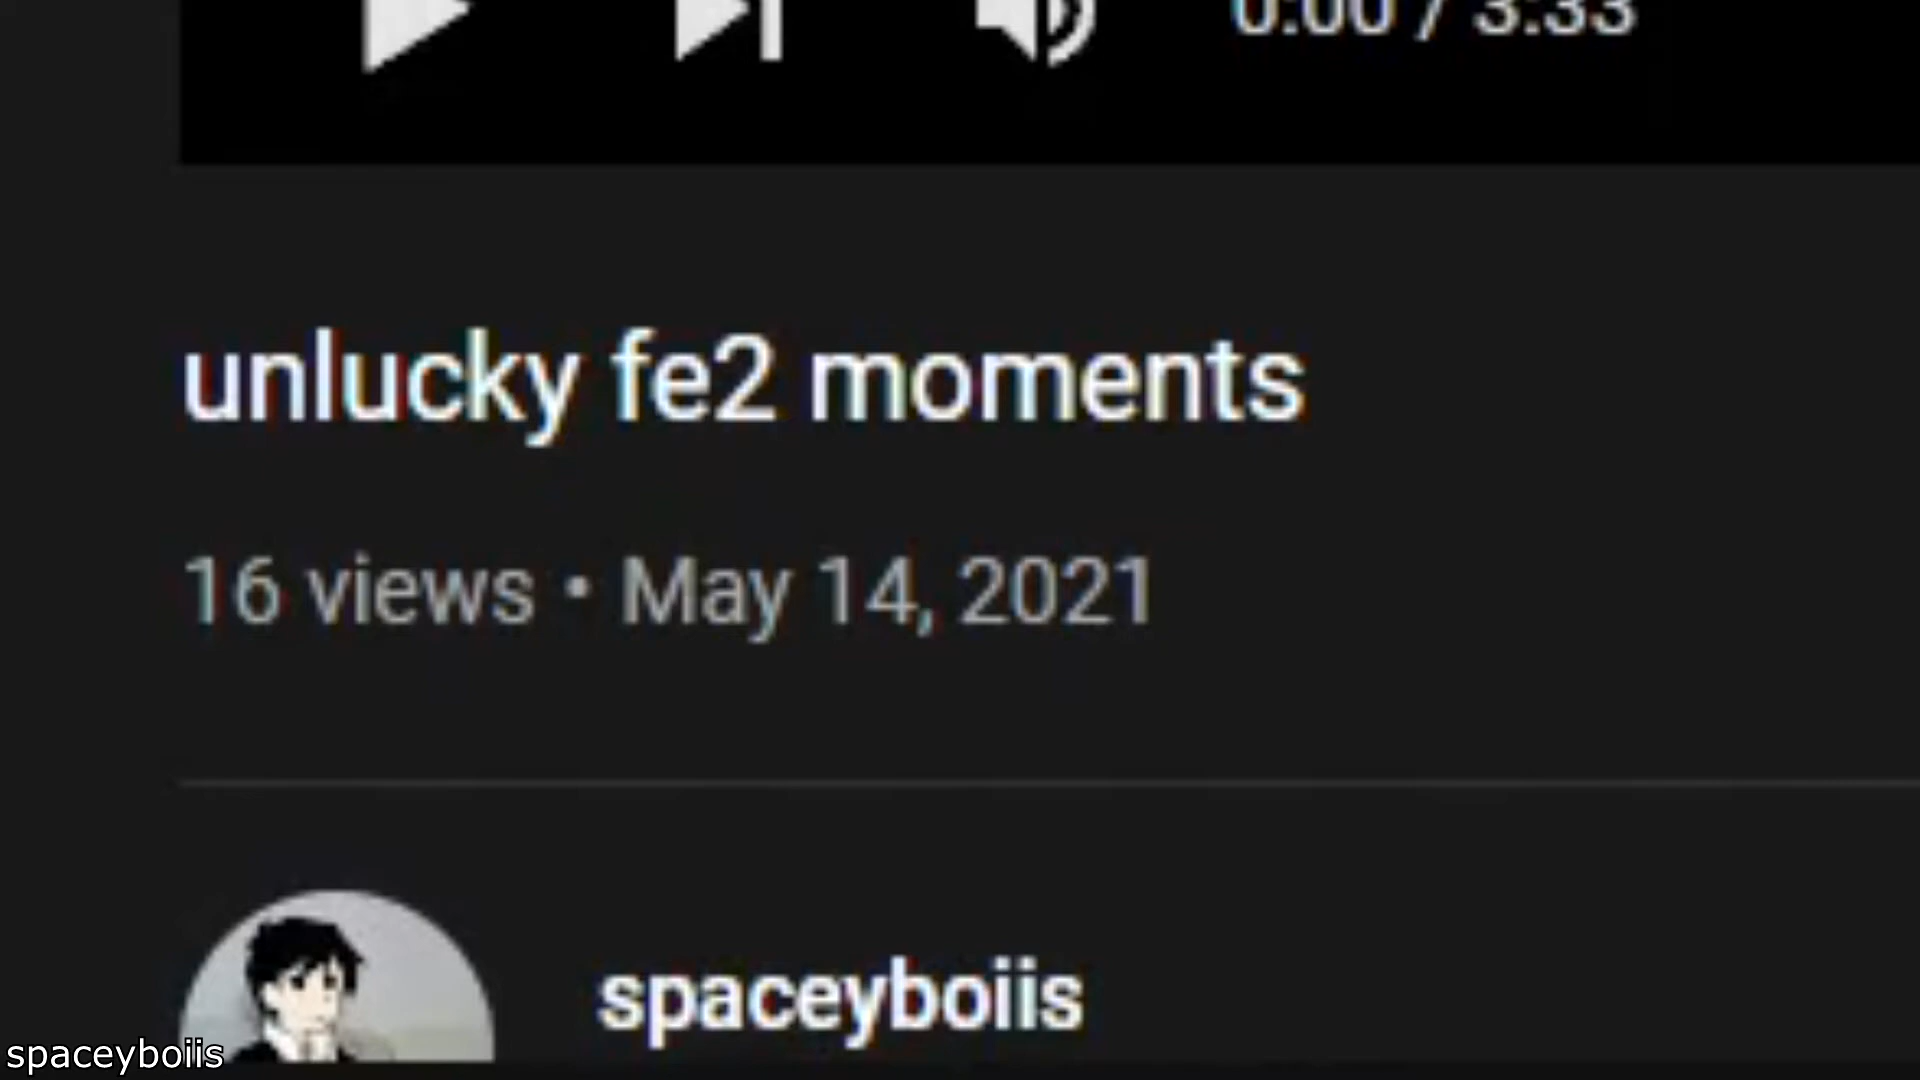 0:00 / 3:33
unlucky fe2 moments
16 views • May 14, 2021
spaceyboiis
spaceyboiis